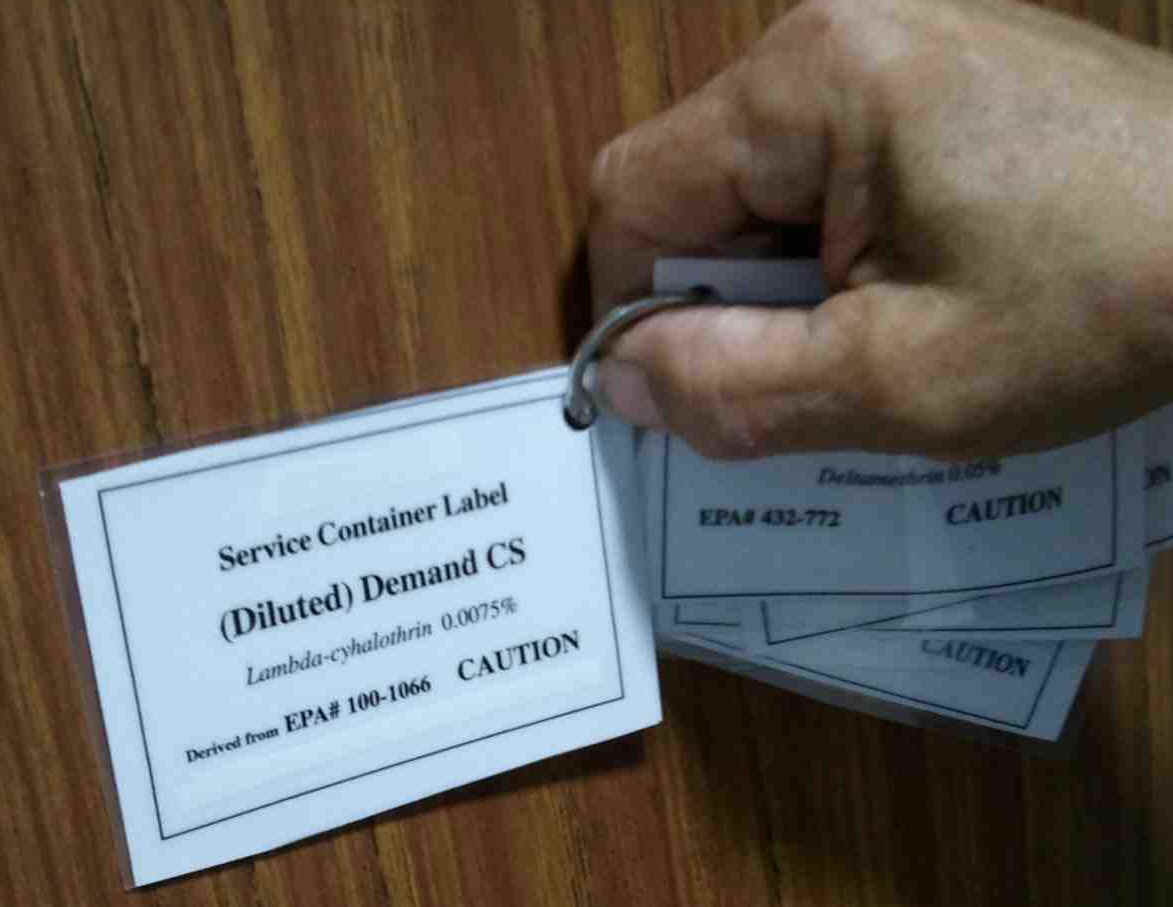 Service Container Label
(Diluted) Demand CS
Lambda-cyhalothrin 0.0075%
Derived from EPA# 100-1066 CAUTION
Deltamethrin 0.05%
EPA# 432-772 CAUTION
CAUTION